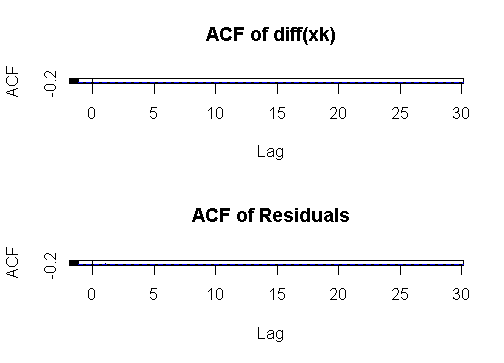 ACF of diff(xk)
ACF
-0.2
0 5 10 15 20 25 30
Lag
ACF of Residuals
ACF
-0.2
0 5 10 15 20 25 30
Lag